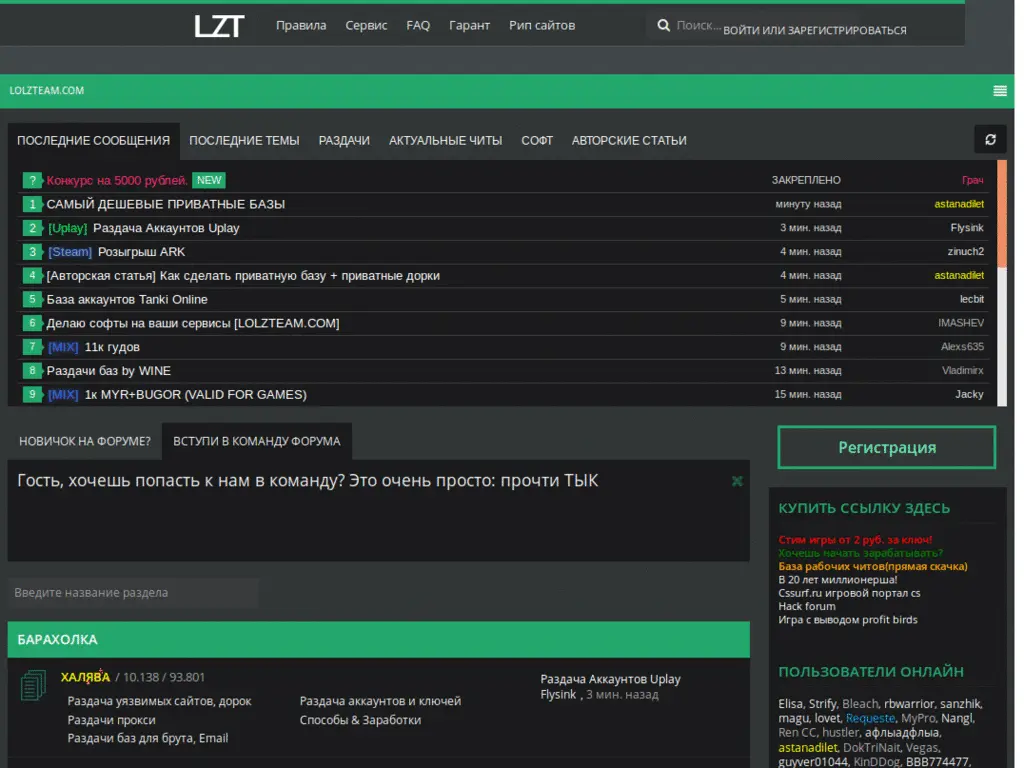 LZT
Правила Сервис FAQ Гарант Рип сайтов
Поиск... ВОЙТИ ИЛИ ЗАРЕГИСТРИРОВАТЬСЯ
LOLZTEAM.COM
ПОСЛЕДНИЕ СООБЩЕНИЯ ПОСЛЕДНИЕ ТЕМЫ РАЗДАЧИ АКТУАЛЬНЫЕ ЧИТЫ СОФТ АВТОРСКИЕ СТАТЬИ
? Конкурс на 5000 рублей. NEW ЗАКРЕПЛЕНО Грач
1 САМЫЙ ДЕШЕВЫЕ ПРИВАТНЫЕ БАЗЫ минуту назад astanadilet
2 [Uplay] Раздача Аккаунтов Uplay 3 мин. назад Flysink
3 [Steam] Розыгрыш ARK 4 мин. назад zinuch2
4 [Авторская статья] Как сделать приватную базу + приватные дорки 4 мин. назад astanadilet
5 База аккаунтов Tanki Online 5 мин. назад lecbit
6 Делаю софты на ваши сервисы [LOLZTEAM.COM] 9 мин. назад IMASHEV
7 [MIX] 11к гудов 9 мин. назад Alexs635
8 Раздачи баз by WINE 13 мин. назад Vladimirx
9 [MIX] 1к MYR+BUGOR (VALID FOR GAMES) 15 мин. назад Jacky
НОВИЧОК НА ФОРУМЕ? ВСТУПИ В КОМАНДУ ФОРУМА
Гость, хочешь попасть к нам в команду? Это очень просто: прочти ТЫК
Введите название раздела
БАРАХОЛКА
ХАЛЯВА / 10.138 / 93.801
Раздача уязвимых сайтов, дорок
Раздачи прокси
Раздачи баз для брута, Email
Раздача аккаунтов и ключей
Способы & Заработки
Раздача Аккаунтов Uplay
Flysink , 3 мин. назад
Регистрация
КУПИТЬ ССЫЛКУ ЗДЕСЬ
Стим игры от 2 руб. за ключ!
Хочешь начать зарабатывать?
База рабочих читов(прямая скачка)
В 20 лет миллионерша!
Cssurf.ru игровой портал cs
Hack forum
Игра с выводом profit birds
ПОЛЬЗОВАТЕЛИ ОНЛАЙН
Elisa, Strify, Bleach, rbwarrior, sanzhik,
magu, lovet, Requeste, MyPro, Nangl,
Ren CC, hustler, афлыадфлыа,
astanadilet, DokTriNait, Vegas,
guyver01044, KinDDog, BBB774477,